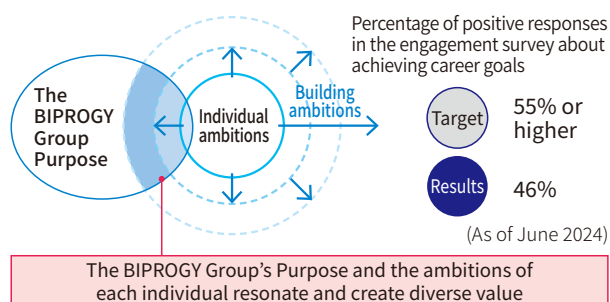 The
BIPROGY
Group
Purpose
Individual
ambitions
Building
ambitions
Percentage of positive responses
in the engagement survey about
achieving career goals
Target
55% or
higher
Results
46%
(As of June 2024)
The BIPROGY Group’s Purpose and the ambitions of
each individual resonate and create diverse value